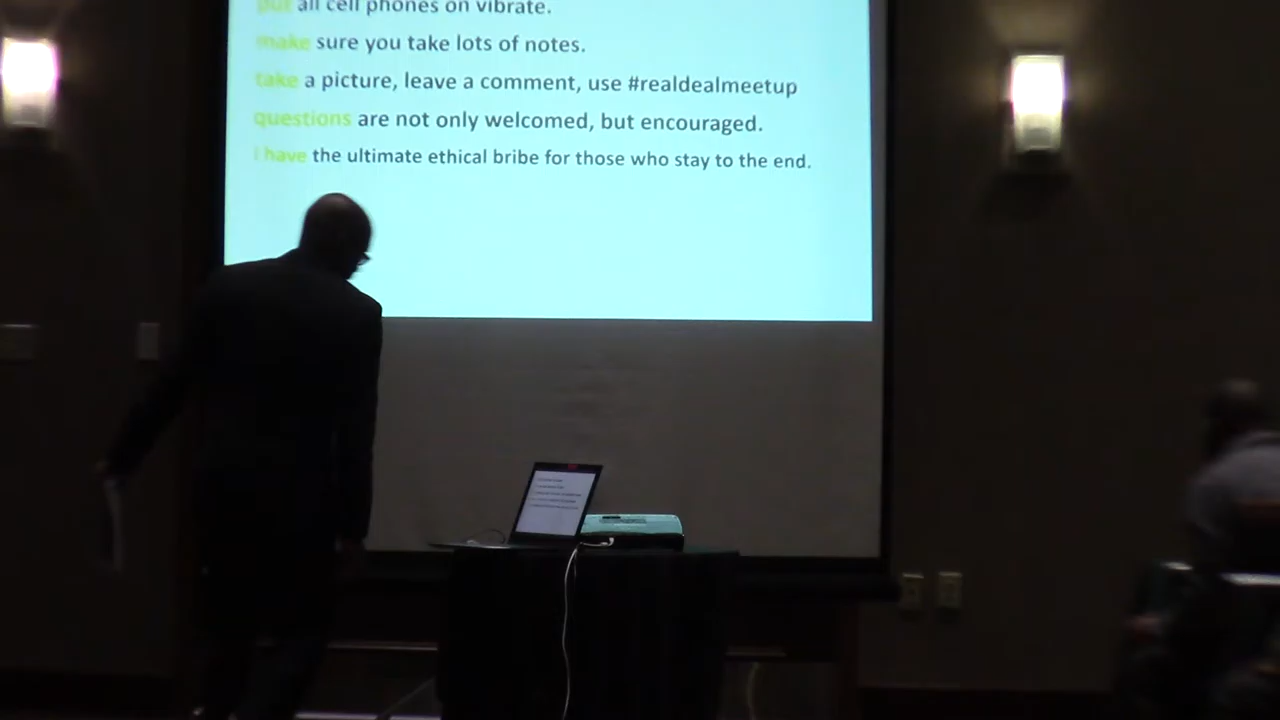 put all cell phones on vibrate.
make sure you take lots of notes.
take a picture, leave a comment, use #realdealmeetup
questions are not only welcomed, but encouraged.
I have the ultimate ethical bribe for those who stay to the end.